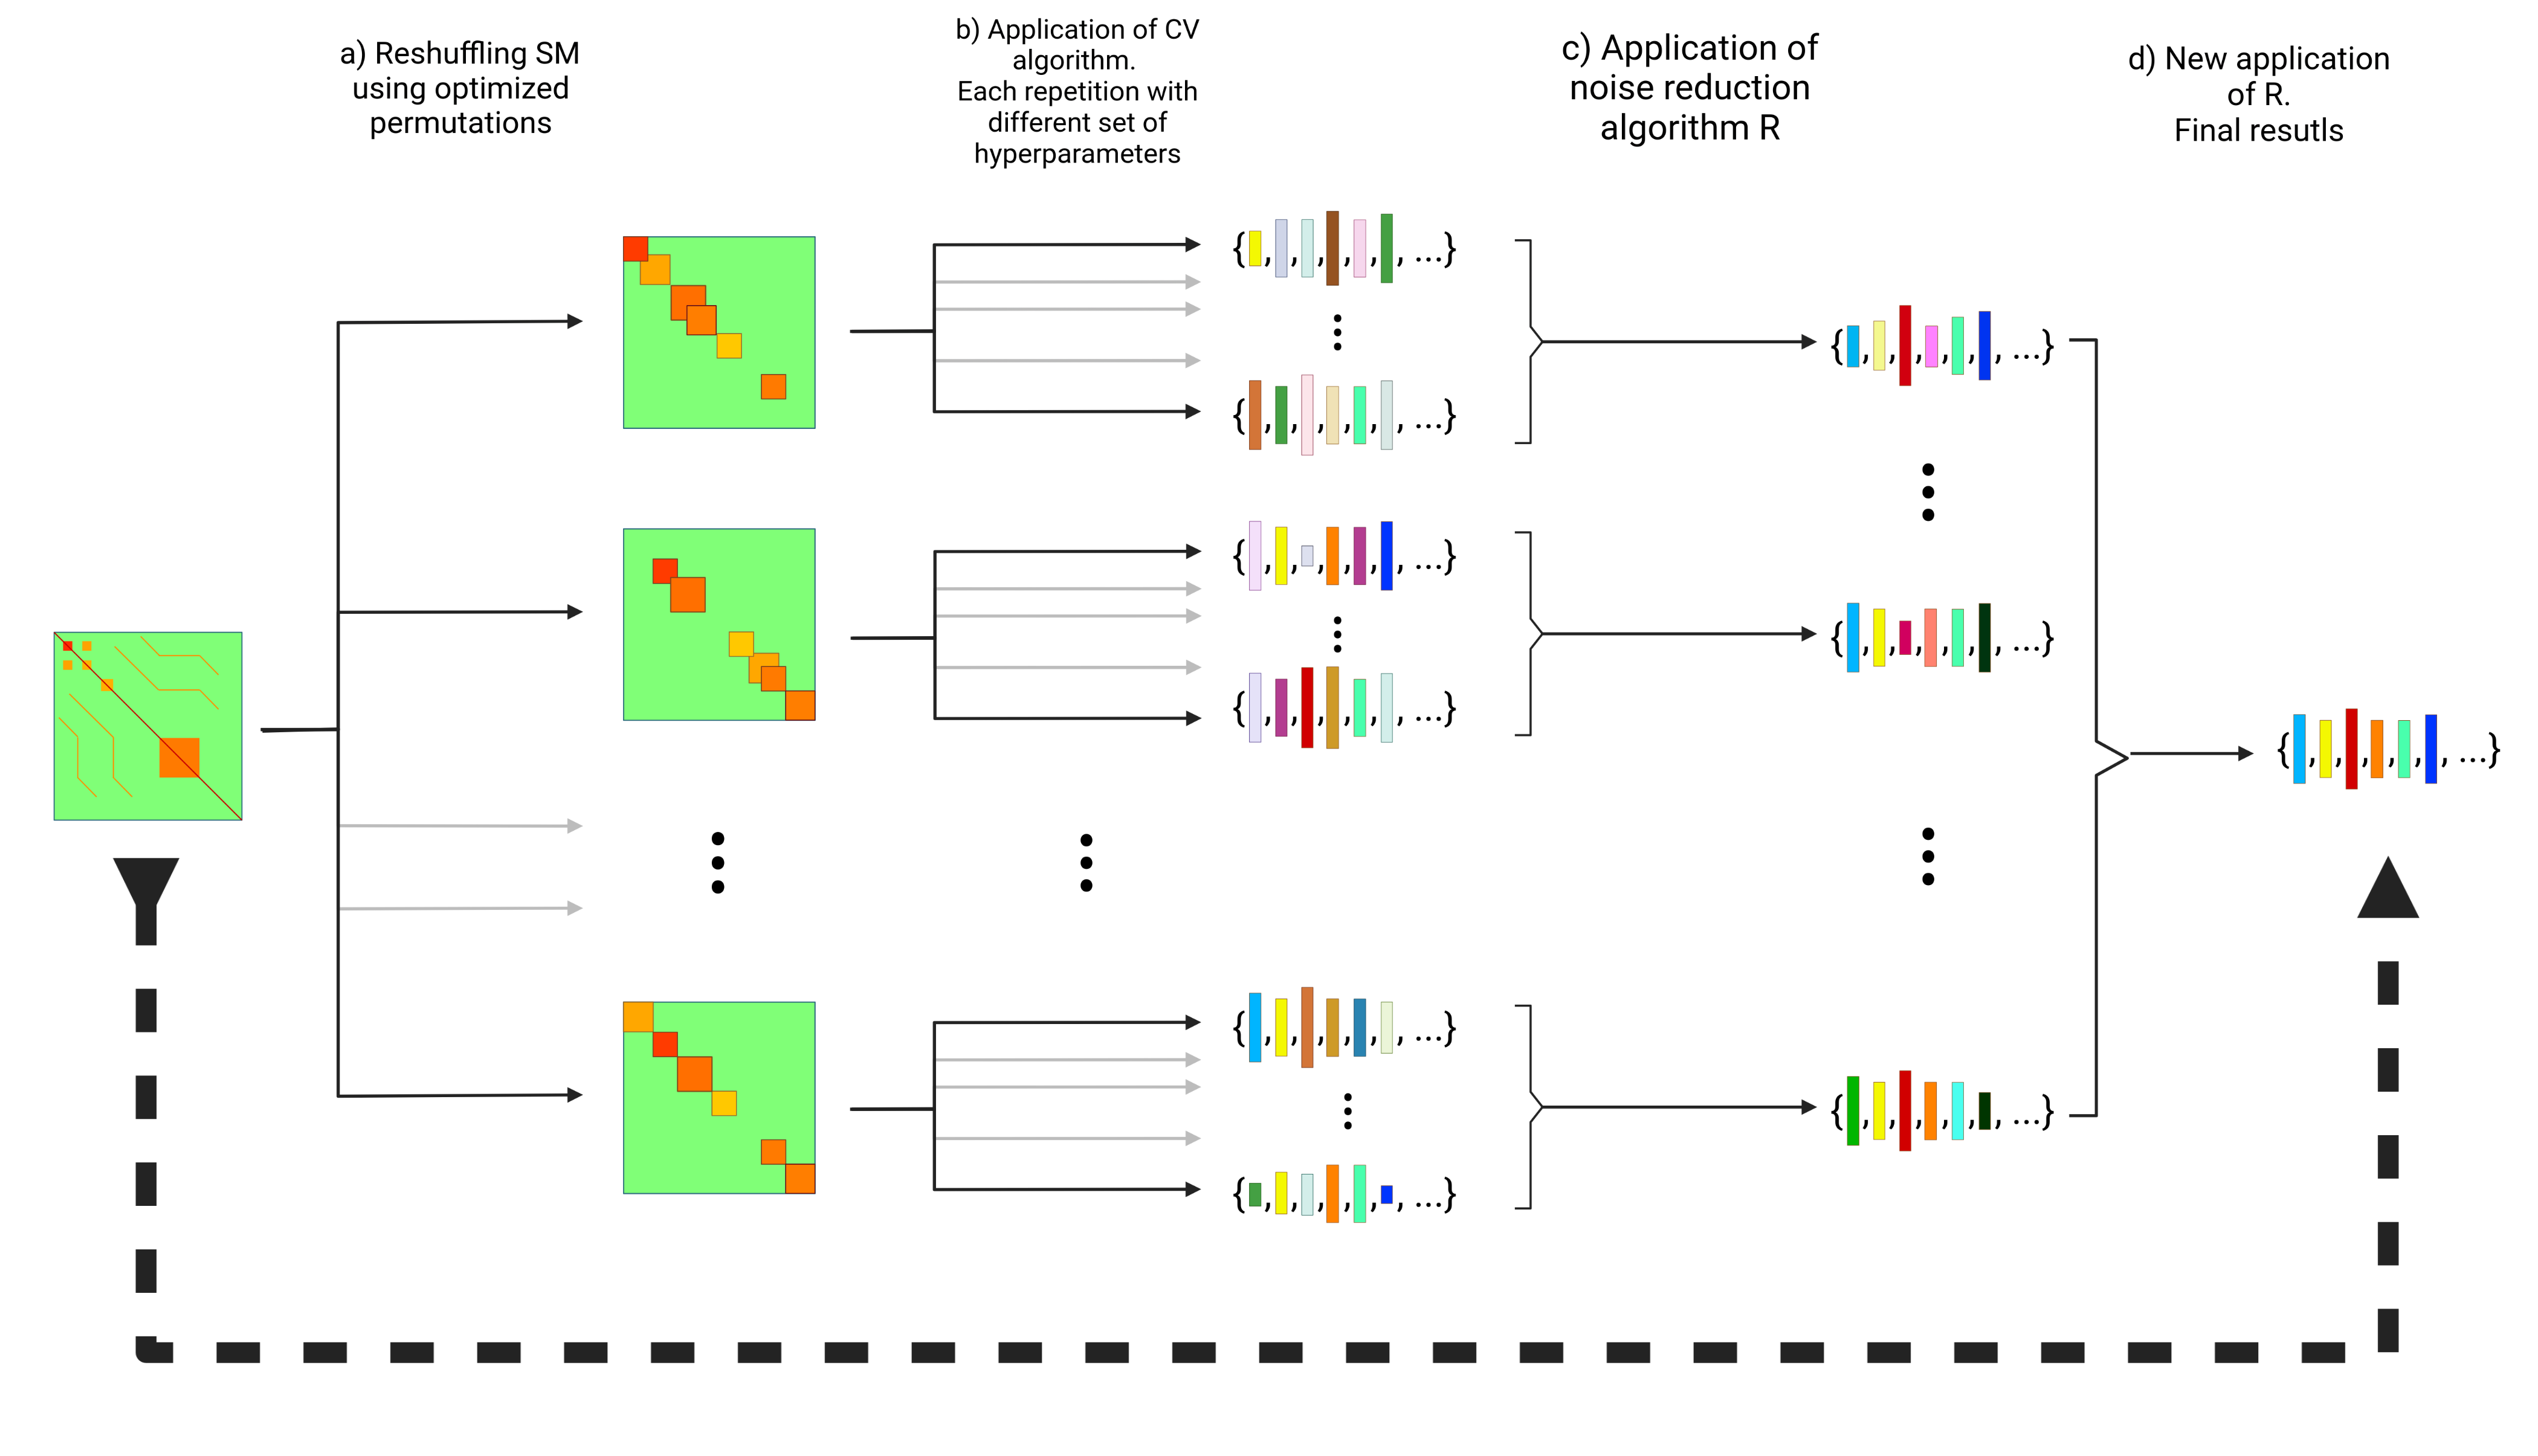 a) Reshuffling SM
using optimized
permutations
b) Application of CV
algorithm.
Each repetition with
different set of
hyperparameters
c) Application of
noise reduction
algorithm R
d) New application
of R.
Final resutls
{ , , , , , , ...}
{ , , , , , , ...}
{ , , , , , , ...}
{ , , , , , , ...}
{ , , , , , , ...}
{ , , , , , , ...}
{ , , , , , , ...}
{ , , , , , , ...}
{ , , , , , , ...}
{ , , , , , , ...}